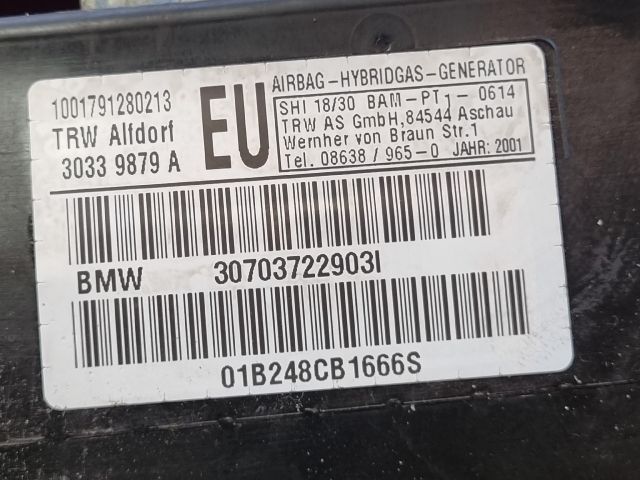 1001791280213
TRW Alfdorf
3033 9879 A
EU
AIRBAG-HYBRIDGAS-GENERATOR
SHI 18/30 BAM-PT1-0614
TRW AS GmbH,84544 Aschau
Wernher von Braun Str.1
Tel. 08638 / 965-0 JAHR: 2001
BMW 30703722903I
01B248CB1666S